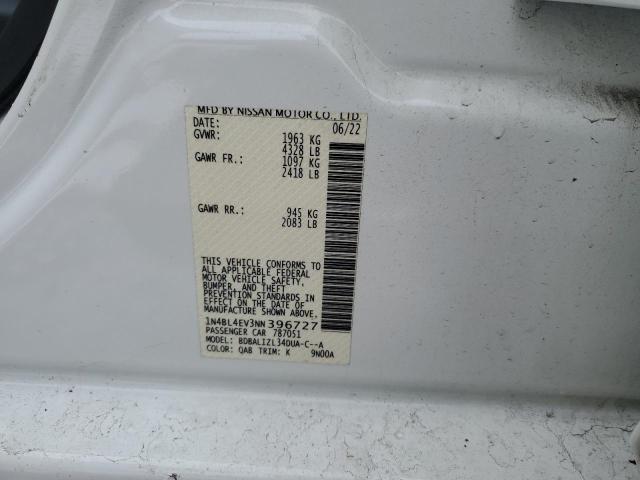 MFD BY NISSAN MOTOR CO., LTD.
DATE: 06/22
GVWR: 1963 KG
4328 LB
GAWR FR.: 1097 KG
2418 LB
GAWR RR.: 945 KG
2083 LB
THIS VEHICLE CONFORMS TO
ALL APPLICABLE FEDERAL
MOTOR VEHICLE SAFETY,
BUMPER, AND THEFT
PREVENTION STANDARDS IN
EFFECT ON THE DATE OF
MANUFACTURE SHOWN ABOVE.
1N4BL4EV3NN396727
PASSENGER CAR 787051
MODEL: BDBALIZL34DUA-C--A
COLOR: QAB TRIM: K 9N00A